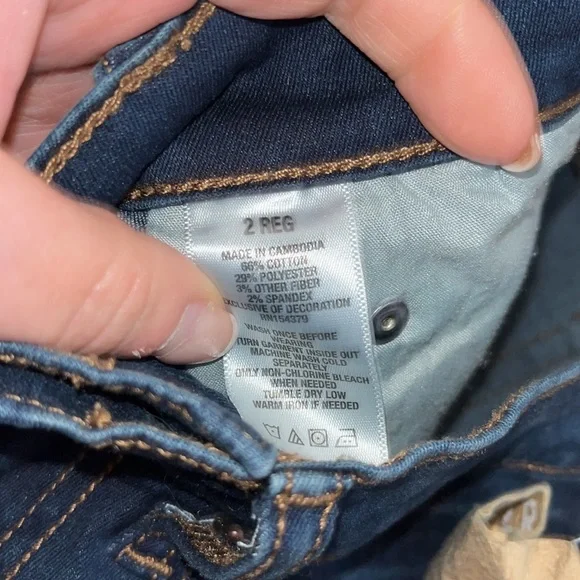 2 REG
MADE IN CAMBODIA
66% COTTON
29% POLYESTER
3% OTHER FIBER
2% SPANDEX
EXCLUSIVE OF DECORATION
RN154379
WASH ONCE BEFORE
WEARING
TURN GARMENT INSIDE OUT
MACHINE WASH COLD
SEPARATELY
ONLY NON-CHLORINE BLEACH
WHEN NEEDED
TUMBLE DRY LOW
WARM IRON IF NEEDED